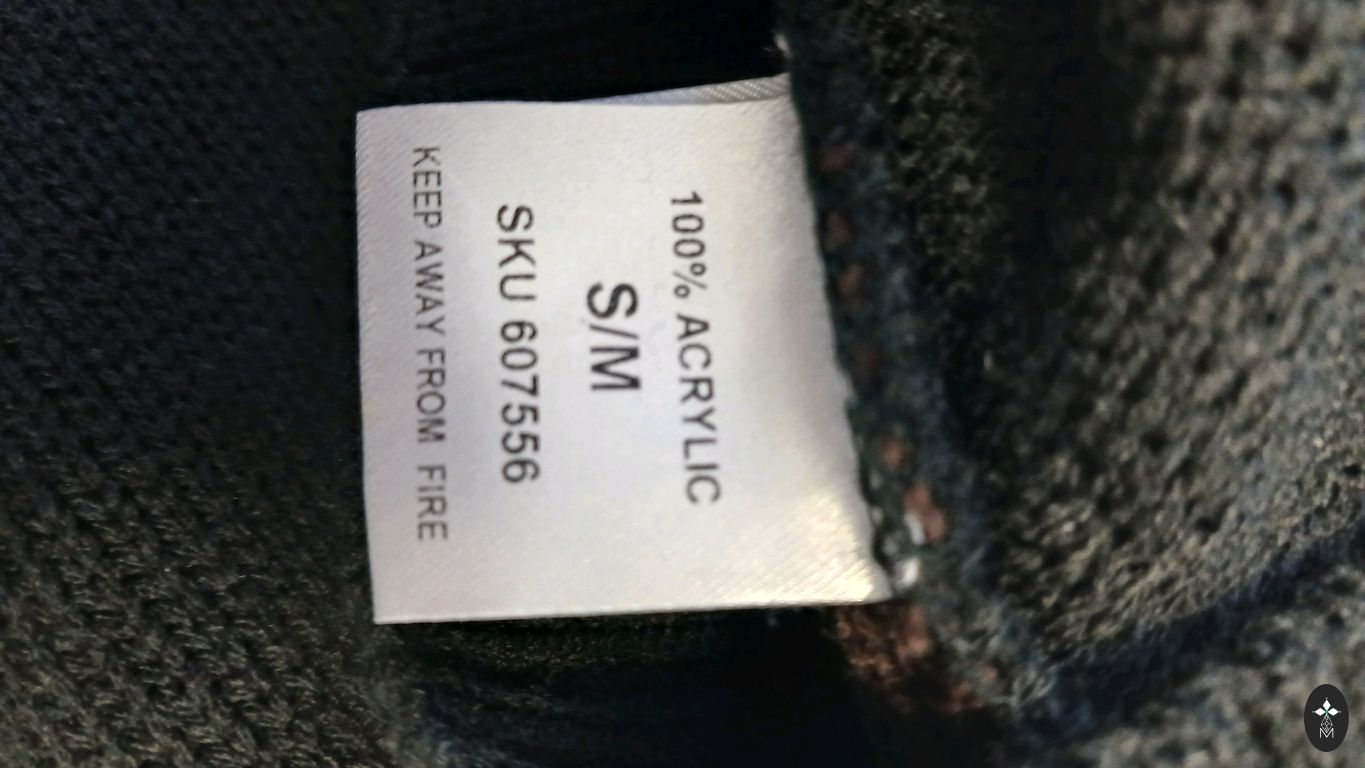 100% ACRYLIC
S/M
SKU 607556
KEEP AWAY FROM FIRE
M